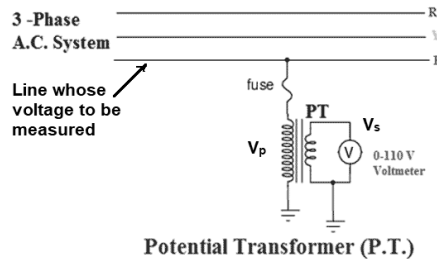 3 -Phase
A.C. System
R
Y
Line whose
voltage to be
measured
fuse
PT
Vp
Vs
V
0-110 V
Voltmeter
Potential Transformer (P.T.)